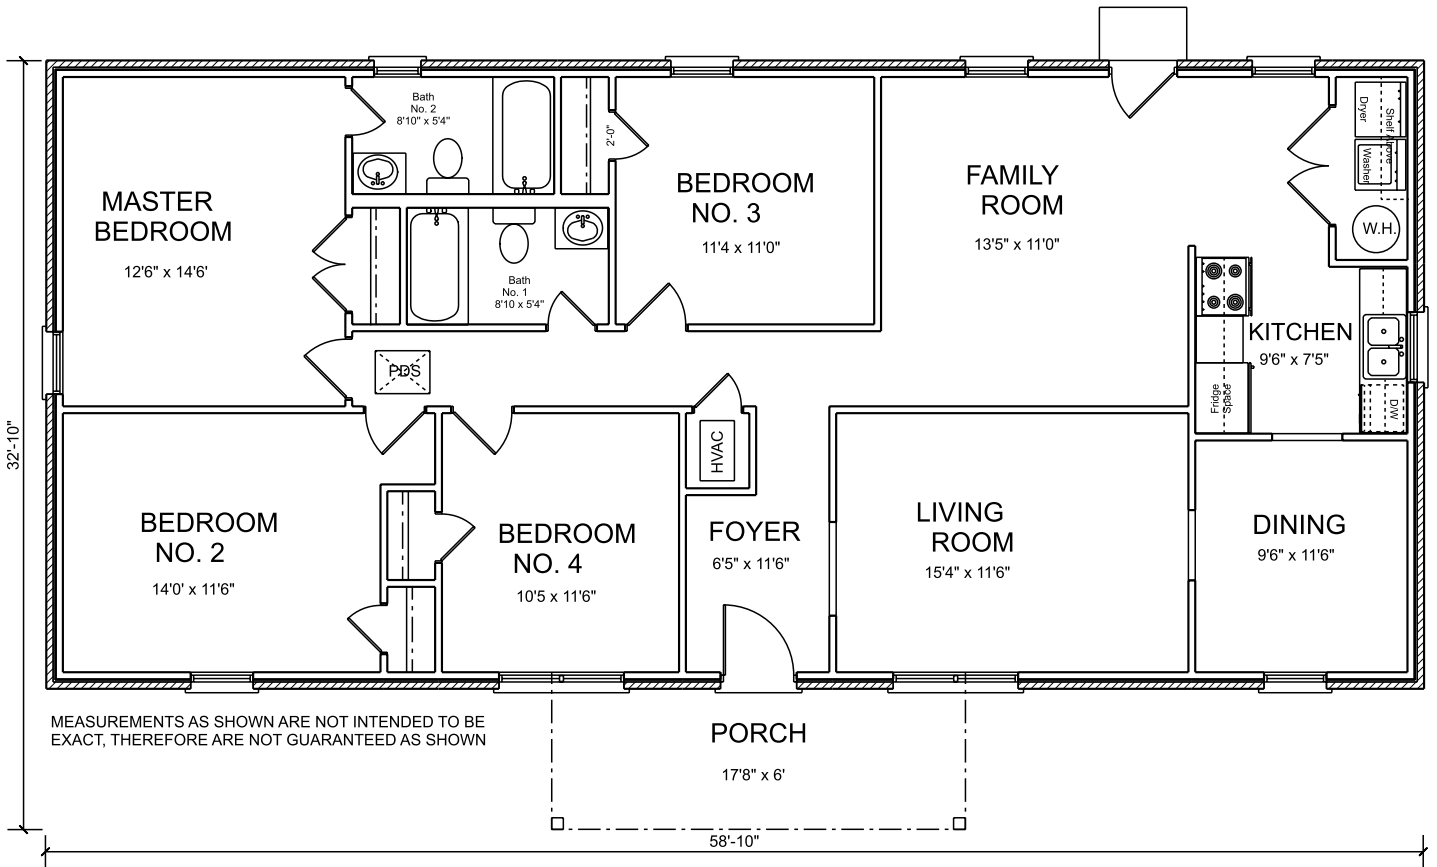 Bath
No. 2
8'10" x 5'4"
2'-0"
Dryer
Shelf Above
Washer
W.H.
MASTER
BEDROOM
12'6" x 14'6'
BEDROOM
NO. 3
11'4 x 11'0"
FAMILY
ROOM
13'5" x 11'0"
Bath
No. 1
8'10 x 5'4"
KITCHEN
9'6" x 7'5"
PDS
Fridge
Space
D/W
HVAC
32'-10"
BEDROOM
NO. 2
14'0' x 11'6"
BEDROOM
NO. 4
10'5 x 11'6"
FOYER
6'5" x 11'6"
LIVING
ROOM
15'4" x 11'6"
DINING
9'6" x 11'6"
MEASUREMENTS AS SHOWN ARE NOT INTENDED TO BE
EXACT, THEREFORE ARE NOT GUARANTEED AS SHOWN
PORCH
17'8" x 6'
58'-10"